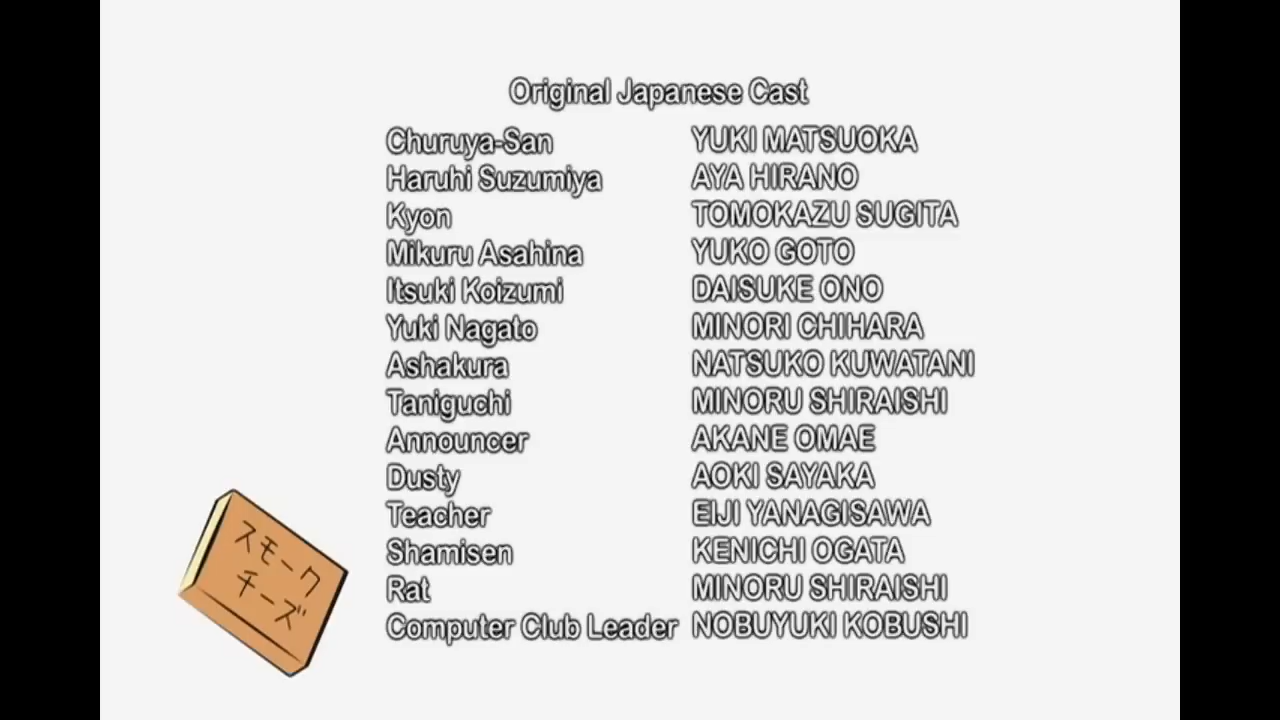 Original Japanese Cast
Churuya-San YUKI MATSUOKA
Haruhi Suzumiya AYA HIRANO
Kyon TOMOKAZU SUGITA
Mikuru Asahina YUKO GOTO
Itsuki Koizumi DAISUKE ONO
Yuki Nagato MINORI CHIHARA
Ashakura NATSUKO KUWATANI
Taniguchi MINORU SHIRAISHI
Announcer AKANE OMAE
Dusty AOKI SAYAKA
Teacher EIJI YANAGISAWA
Shamisen KENICHI OGATA
Rat MINORU SHIRAISHI
Computer Club Leader NOBUYUKI KOBUSHI
スモーク
チーズ